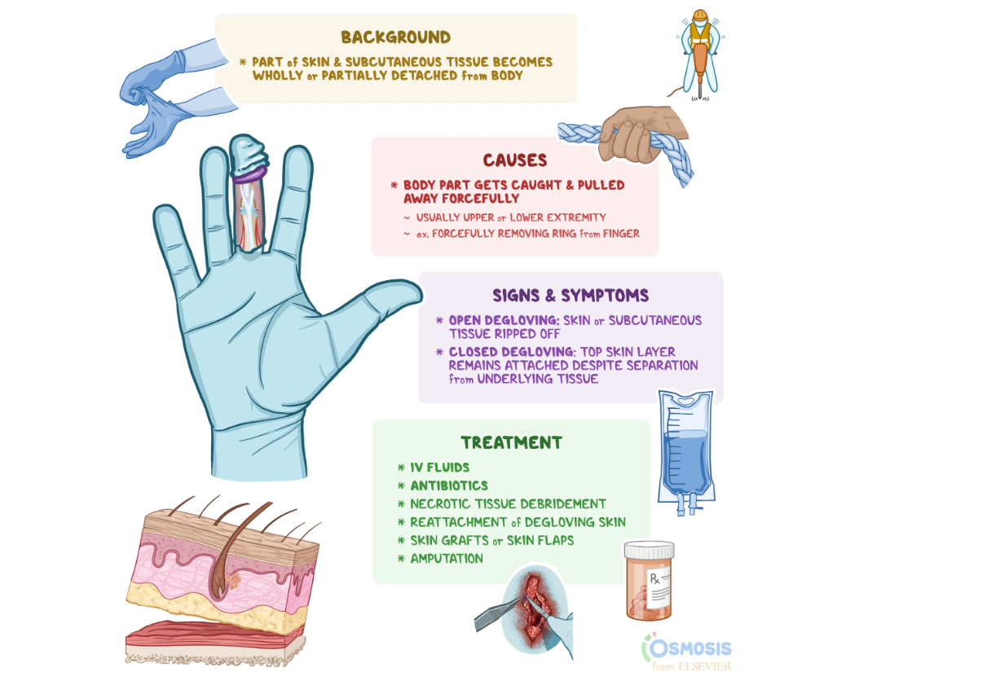 BACKGROUND
* PART of SKIN & SUBCUTANEOUS TISSUE BECOMES
WHOLLY or PARTIALLY DETACHED from BODY
CAUSES
* BODY PART GETS CAUGHT & PULLED
AWAY FORCEFULLY
~ USUALLY UPPER or LOWER EXTREMITY
~ ex. FORCEFULLY REMOVING RING from FINGER
SIGNS & SYMPTOMS
* OPEN DEGLOVING: SKIN or SUBCUTANEOUS
TISSUE RIPPED OFF
* CLOSED DEGLOVING: TOP SKIN LAYER
REMAINS ATTACHED DESPITE SEPARATION
from UNDERLYING TISSUE
TREATMENT
* IV FLUIDS
* ANTIBIOTICS
* NECROTIC TISSUE DEBRIDEMENT
* REATTACHMENT of DEGLOVING SKIN
* SKIN GRAFTS or SKIN FLAPS
* AMPUTATION
Rx
OSMOSIS
from ELSEVIER